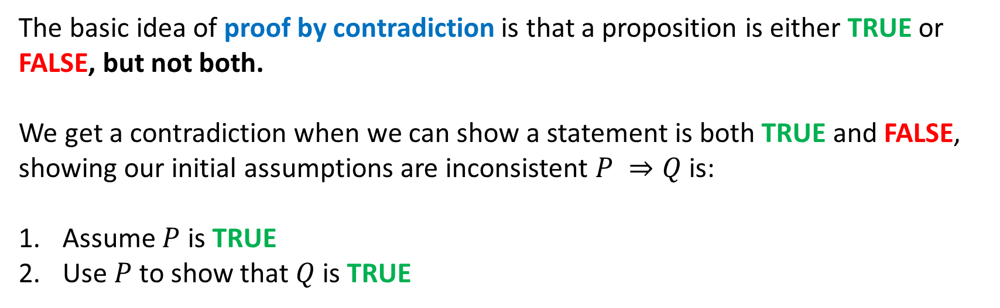 The basic idea of proof by contradiction is that a proposition is either TRUE or
FALSE, but not both.
We get a contradiction when we can show a statement is both TRUE and FALSE,
showing our initial assumptions are inconsistent P ⇒ Q is:
1. Assume P is TRUE
2. Use P to show that Q is TRUE